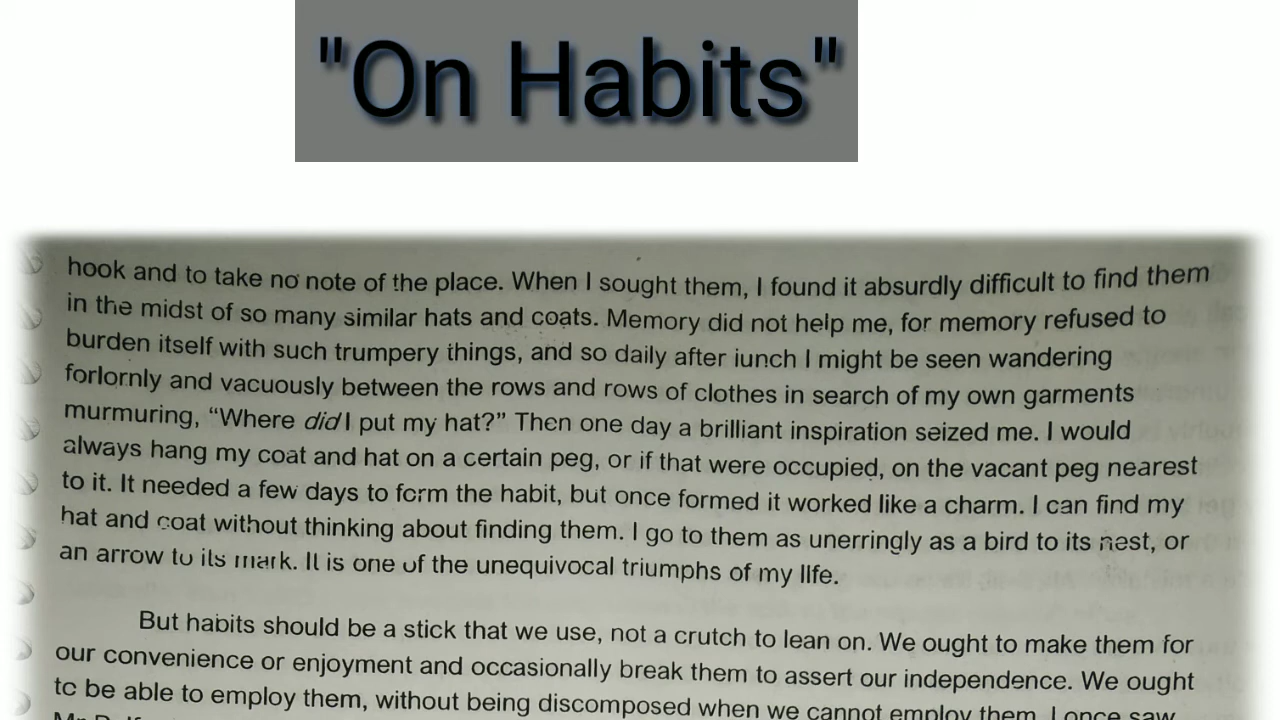 "On Habits"
hook and to take no note of the place. When I sought them, I found it absurdly difficult to find them
in the midst of so many similar hats and coats. Memory did not help me, for memory refused to
burden itself with such trumpery things, and so daily after lunch I might be seen wandering
forlornly and vacuously between the rows and rows of clothes in search of my own garments
murmuring, “Where did I put my hat?” Then one day a brilliant inspiration seized me. I would
always hang my coat and hat on a certain peg, or if that were occupied, on the vacant peg nearest
to it. It needed a few days to form the habit, but once formed it worked like a charm. I can find my
hat and coat without thinking about finding them. I go to them as unerringly as a bird to its nest, or
an arrow to its mark. It is one of the unequivocal triumphs of my life.
But habits should be a stick that we use, not a crutch to lean on. We ought to make them for
our convenience or enjoyment and occasionally break them to assert our independence. We ought
to be able to employ them, without being discomposed when we cannot employ them. I once saw